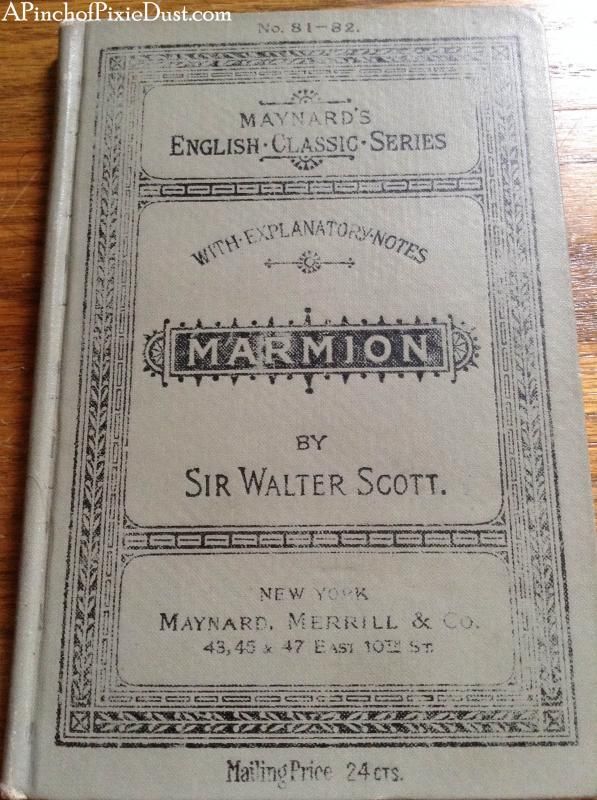 APinchofPixieDust.com
No. 81-82.
MAYNARD'S
ENGLISH·CLASSIC·SERIES
WITH·EXPLANATORY·NOTES
MARMION
BY
SIR WALTER SCOTT.
NEW YORK
MAYNARD, MERRILL & CO.
43, 45 & 47 EAST 10TH ST.
Mailing Price 24 CTS.